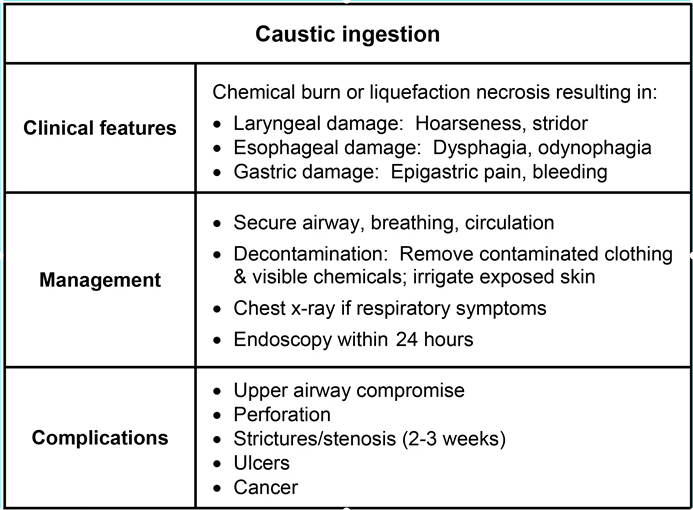 Caustic ingestion
Clinical features
Chemical burn or liquefaction necrosis resulting in:
• Laryngeal damage: Hoarseness, stridor
• Esophageal damage: Dysphagia, odynophagia
• Gastric damage: Epigastric pain, bleeding
Management
• Secure airway, breathing, circulation
• Decontamination: Remove contaminated clothing
& visible chemicals; irrigate exposed skin
• Chest x-ray if respiratory symptoms
• Endoscopy within 24 hours
Complications
• Upper airway compromise
• Perforation
• Strictures/stenosis (2-3 weeks)
• Ulcers
• Cancer